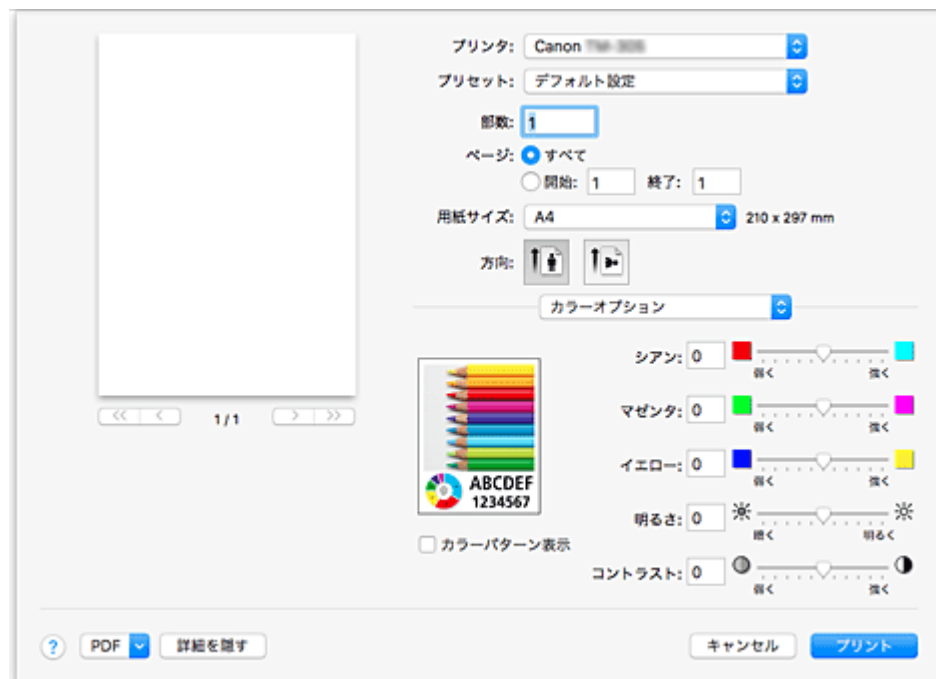 プリンタ: Canon
プリセット: デフォルト設定
部数: 1
ページ: すべて
開始: 1 終了: 1
用紙サイズ: A4 210 x 297 mm
方向:
カラーオプション
1 / 1
ABCDEF
1234567
カラーパターン表示
シアン: 0
弱く 強く
マゼンタ: 0
弱く 強く
イエロー: 0
弱く 強く
明るさ: 0
暗く 明るく
コントラスト: 0
弱く 強く
? PDF 詳細を隠す キャンセル プリント